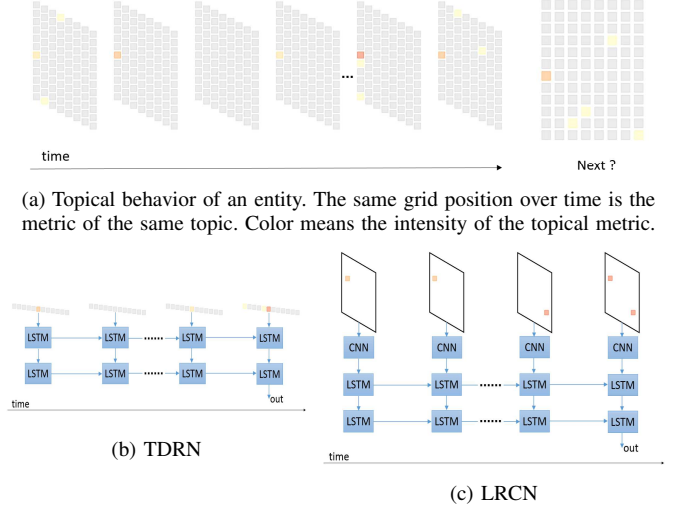 ...
time
Next ?
(a) Topical behavior of an entity. The same grid position over time is the
metric of the same topic. Color means the intensity of the topical metric.
LSTM LSTM ...... LSTM LSTM
LSTM LSTM ...... LSTM LSTM
out
time
(b) TDRN
CNN CNN CNN CNN
LSTM LSTM ...... LSTM LSTM
LSTM LSTM ...... LSTM LSTM
out
time
(c) LRCN